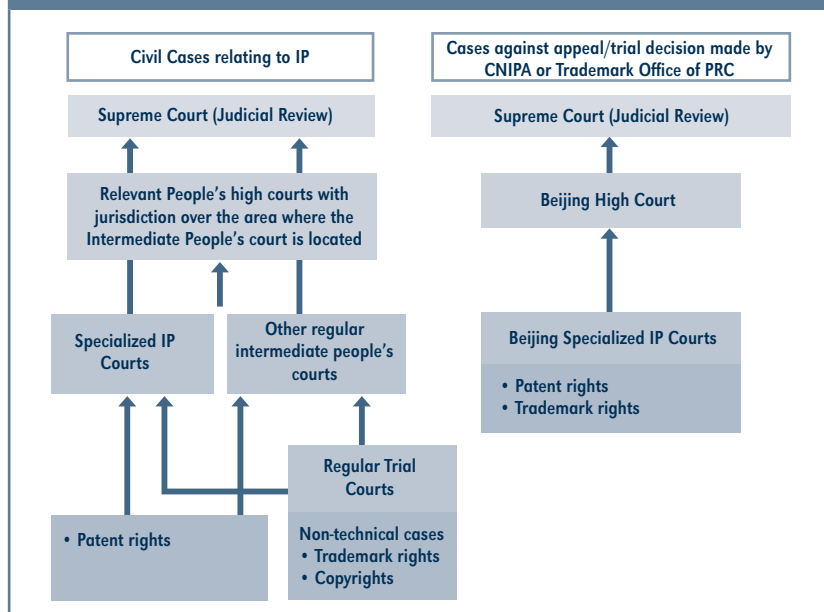 Civil Cases relating to IP
Supreme Court (Judicial Review)
Relevant People's high courts with
jurisdiction over the area where the
Intermediate People's court is located
Specialized IP
Courts
Other regular
intermediate people's
courts
• Patent rights
Regular Trial
Courts
Non-technical cases
• Trademark rights
• Copyrights
Cases against appeal/trial decision made by
CNIPA or Trademark Office of PRC
Supreme Court (Judicial Review)
Beijing High Court
Beijing Specialized IP Courts
• Patent rights
• Trademark rights